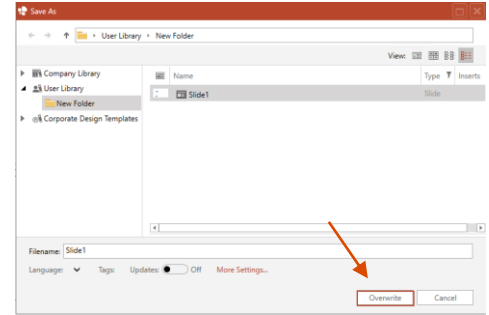 Save As
User Library › New Folder
View:
Company Library
User Library
New Folder
Corporate Design Templates
Name Type Inserts
Slide1 Slide
Filename: Slide1
Language: Tags: Updates: Off More Settings...
Overwrite Cancel